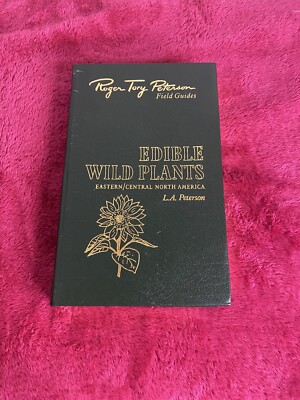 Roger Tory Peterson
Field Guides
EDIBLE
WILD PLANTS
EASTERN/CENTRAL NORTH AMERICA
L.A. Peterson